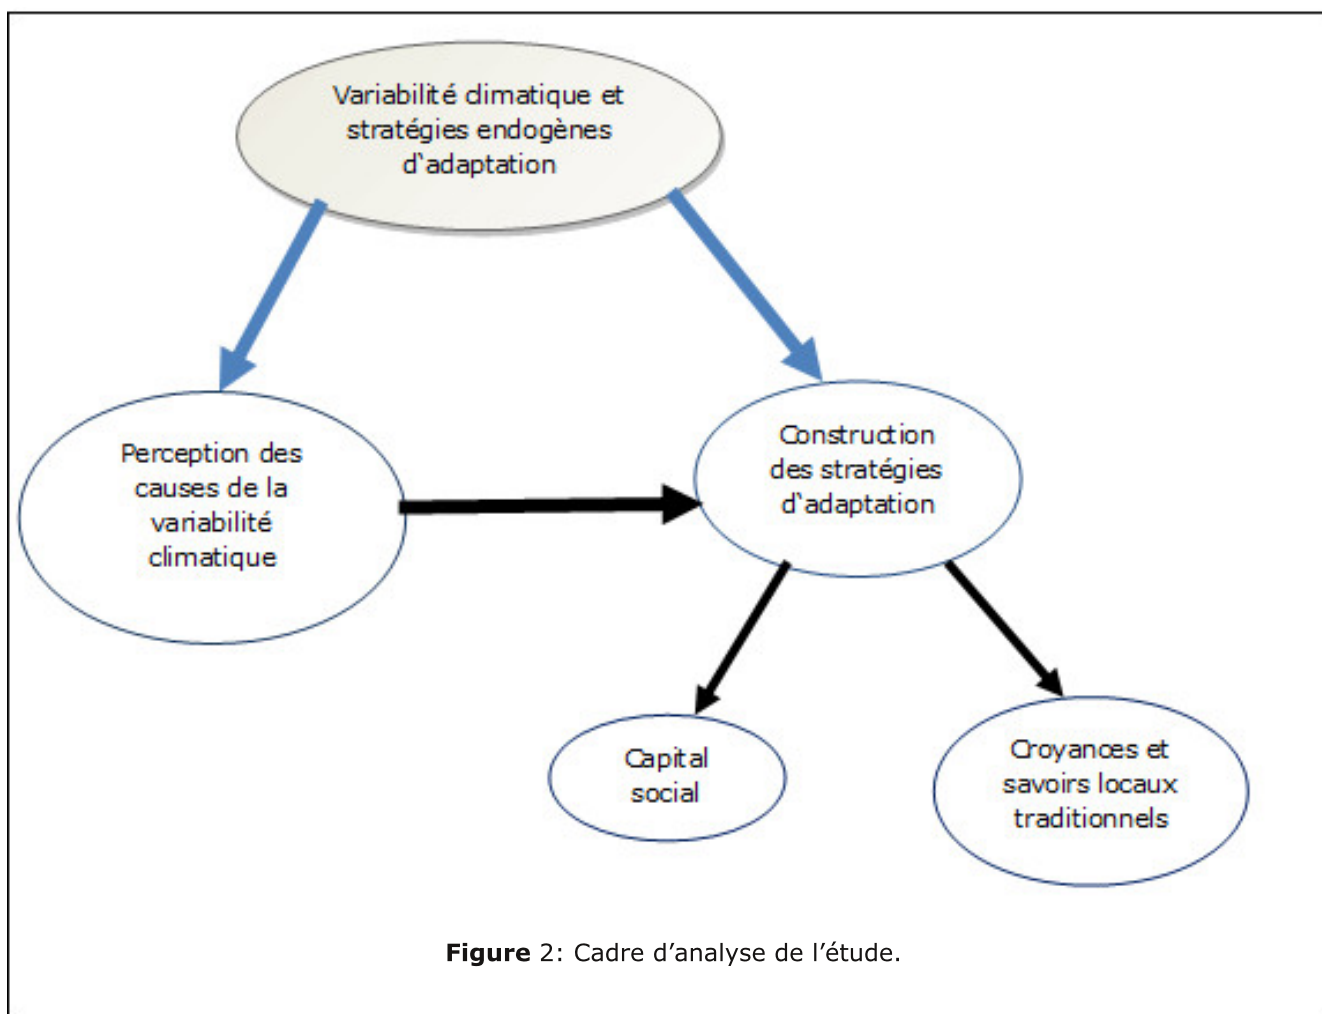 Variabilité climatique et
stratégies endogènes
d'adaptation
Perception des
causes de la
variabilité
climatique
Construction
des stratégies
d'adaptation
Capital
social
Croyances et
savoirs locaux
traditionnels
Figure 2: Cadre d’analyse de l’étude.